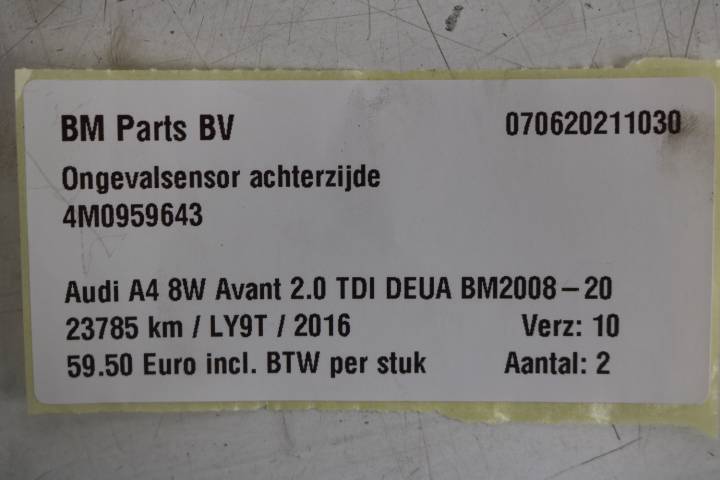 BM Parts BV 070620211030
Ongevalsensor achterzijde
4M0959643
Audi A4 8W Avant 2.0 TDI DEUA BM2008-20
23785 km / LY9T / 2016 Verz: 10
59.50 Euro incl. BTW per stuk Aantal: 2